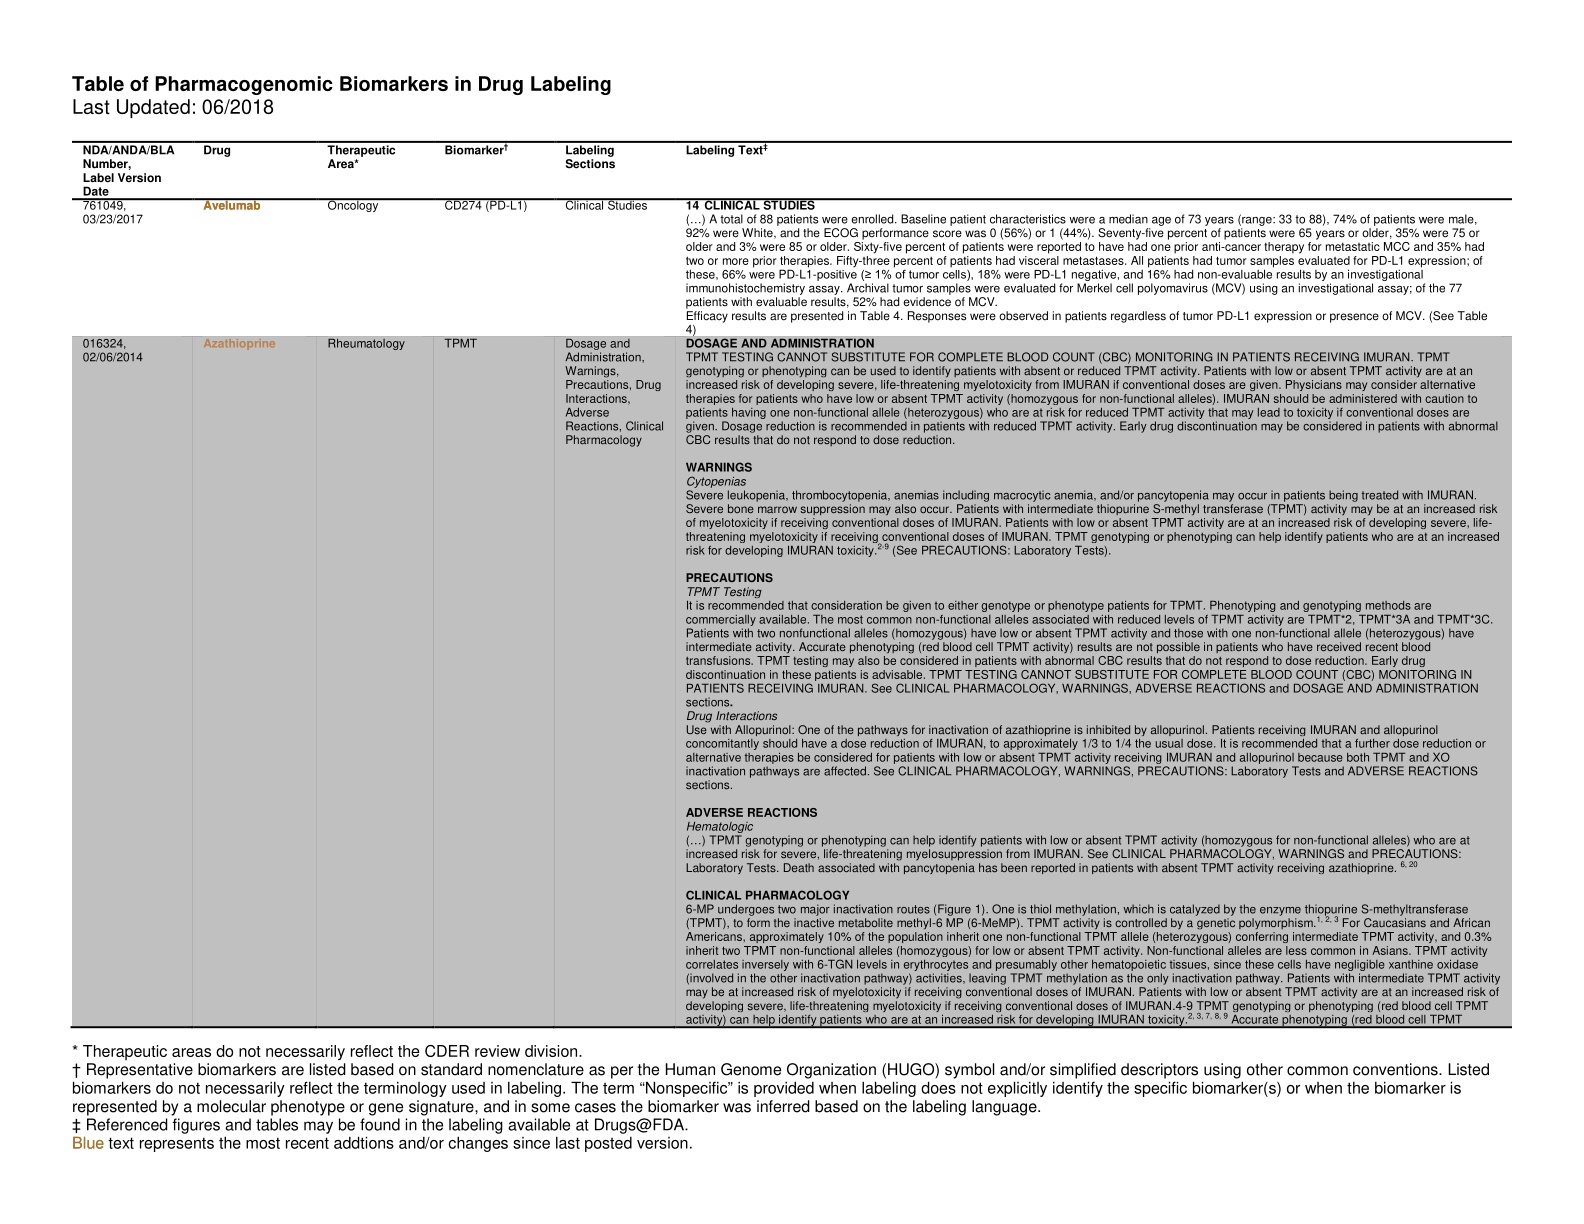 Table of Pharmacogenomic Biomarkers in Drug Labeling
Last Updated: 06/2018
NDA/ANDA/BLA
Number,
Label Version
Date
Drug
Therapeutic
Area*
Biomarker†
Labeling
Sections
Labeling Text‡
761049,
03/23/2017
Avelumab
Oncology
CD274 (PD-L1)
Clinical Studies
14 CLINICAL STUDIES
(…) A total of 88 patients were enrolled. Baseline patient characteristics were a median age of 73 years (range: 33 to 88), 74% of patients were male,
92% were White, and the ECOG performance score was 0 (56%) or 1 (44%). Seventy-five percent of patients were 65 years or older, 35% were 75 or
older and 3% were 85 or older. Sixty-five percent of patients were reported to have had one prior anti-cancer therapy for metastatic MCC and 35% had
two or more prior therapies. Fifty-three percent of patients had visceral metastases. All patients had tumor samples evaluated for PD-L1 expression; of
these, 66% were PD-L1-positive (≥ 1% of tumor cells), 18% were PD-L1 negative, and 16% had non-evaluable results by an investigational
immunohistochemistry assay. Archival tumor samples were evaluated for Merkel cell polyomavirus (MCV) using an investigational assay; of the 77
patients with evaluable results, 52% had evidence of MCV.
Efficacy results are presented in Table 4. Responses were observed in patients regardless of tumor PD-L1 expression or presence of MCV. (See Table
4)
016324,
02/06/2014
Azathioprine
Rheumatology
TPMT
Dosage and
Administration,
Warnings,
Precautions, Drug
Interactions,
Adverse
Reactions, Clinical
Pharmacology
DOSAGE AND ADMINISTRATION
TPMT TESTING CANNOT SUBSTITUTE FOR COMPLETE BLOOD COUNT (CBC) MONITORING IN PATIENTS RECEIVING IMURAN. TPMT
genotyping or phenotyping can be used to identify patients with absent or reduced TPMT activity. Patients with low or absent TPMT activity are at an
increased risk of developing severe, life-threatening myelotoxicity from IMURAN if conventional doses are given. Physicians may consider alternative
therapies for patients who have low or absent TPMT activity (homozygous for non-functional alleles). IMURAN should be administered with caution to
patients having one non-functional allele (heterozygous) who are at risk for reduced TPMT activity that may lead to toxicity if conventional doses are
given. Dosage reduction is recommended in patients with reduced TPMT activity. Early drug discontinuation may be considered in patients with abnormal
CBC results that do not respond to dose reduction.
WARNINGS
Cytopenias
Severe leukopenia, thrombocytopenia, anemias including macrocytic anemia, and/or pancytopenia may occur in patients being treated with IMURAN.
Severe bone marrow suppression may also occur. Patients with intermediate thiopurine S-methyl transferase (TPMT) activity may be at an increased risk
of myelotoxicity if receiving conventional doses of IMURAN. Patients with low or absent TPMT activity are at an increased risk of developing severe, life-
threatening myelotoxicity if receiving conventional doses of IMURAN. TPMT genotyping or phenotyping can help identify patients who are at an increased
risk for developing IMURAN toxicity.2-9 (See PRECAUTIONS: Laboratory Tests).
PRECAUTIONS
TPMT Testing
It is recommended that consideration be given to either genotype or phenotype patients for TPMT. Phenotyping and genotyping methods are
commercially available. The most common non-functional alleles associated with reduced levels of TPMT activity are TPMT*2, TPMT*3A and TPMT*3C.
Patients with two nonfunctional alleles (homozygous) have low or absent TPMT activity and those with one non-functional allele (heterozygous) have
intermediate activity. Accurate phenotyping (red blood cell TPMT activity) results are not possible in patients who have received recent blood
transfusions. TPMT testing may also be considered in patients with abnormal CBC results that do not respond to dose reduction. Early drug
discontinuation in these patients is advisable. TPMT TESTING CANNOT SUBSTITUTE FOR COMPLETE BLOOD COUNT (CBC) MONITORING IN
PATIENTS RECEIVING IMURAN. See CLINICAL PHARMACOLOGY, WARNINGS, ADVERSE REACTIONS and DOSAGE AND ADMINISTRATION
sections.
Drug Interactions
Use with Allopurinol: One of the pathways for inactivation of azathioprine is inhibited by allopurinol. Patients receiving IMURAN and allopurinol
concomitantly should have a dose reduction of IMURAN, to approximately 1/3 to 1/4 the usual dose. It is recommended that a further dose reduction or
alternative therapies be considered for patients with low or absent TPMT activity receiving IMURAN and allopurinol because both TPMT and XO
inactivation pathways are affected. See CLINICAL PHARMACOLOGY, WARNINGS, PRECAUTIONS: Laboratory Tests and ADVERSE REACTIONS
sections.
ADVERSE REACTIONS
Hematologic
(…) TPMT genotyping or phenotyping can help identify patients with low or absent TPMT activity (homozygous for non-functional alleles) who are at
increased risk for severe, life-threatening myelosuppression from IMURAN. See CLINICAL PHARMACOLOGY, WARNINGS and PRECAUTIONS:
Laboratory Tests. Death associated with pancytopenia has been reported in patients with absent TPMT activity receiving azathioprine. 6, 20
CLINICAL PHARMACOLOGY
6-MP undergoes two major inactivation routes (Figure 1). One is thiol methylation, which is catalyzed by the enzyme thiopurine S-methyltransferase
(TPMT), to form the inactive metabolite methyl-6 MP (6-MeMP). TPMT activity is controlled by a genetic polymorphism.1, 2, 3 For Caucasians and African
Americans, approximately 10% of the population inherit one non-functional TPMT allele (heterozygous) conferring intermediate TPMT activity, and 0.3%
inherit two TPMT non-functional alleles (homozygous) for low or absent TPMT activity. Non-functional alleles are less common in Asians. TPMT activity
correlates inversely with 6-TGN levels in erythrocytes and presumably other hematopoietic tissues, since these cells have negligible xanthine oxidase
(involved in the other inactivation pathway) activities, leaving TPMT methylation as the only inactivation pathway. Patients with intermediate TPMT activity
may be at increased risk of myelotoxicity if receiving conventional doses of IMURAN. Patients with low or absent TPMT activity are at an increased risk of
developing severe, life-threatening myelotoxicity if receiving conventional doses of IMURAN.4-9 TPMT genotyping or phenotyping (red blood cell TPMT
activity) can help identify patients who are at an increased risk for developing IMURAN toxicity.2, 3, 7, 8, 9 Accurate phenotyping (red blood cell TPMT
* Therapeutic areas do not necessarily reflect the CDER review division.
† Representative biomarkers are listed based on standard nomenclature as per the Human Genome Organization (HUGO) symbol and/or simplified descriptors using other common conventions. Listed
biomarkers do not necessarily reflect the terminology used in labeling. The term “Nonspecific” is provided when labeling does not explicitly identify the specific biomarker(s) or when the biomarker is
represented by a molecular phenotype or gene signature, and in some cases the biomarker was inferred based on the labeling language.
‡ Referenced figures and tables may be found in the labeling available at Drugs@FDA.
Blue text represents the most recent addtions and/or changes since last posted version.